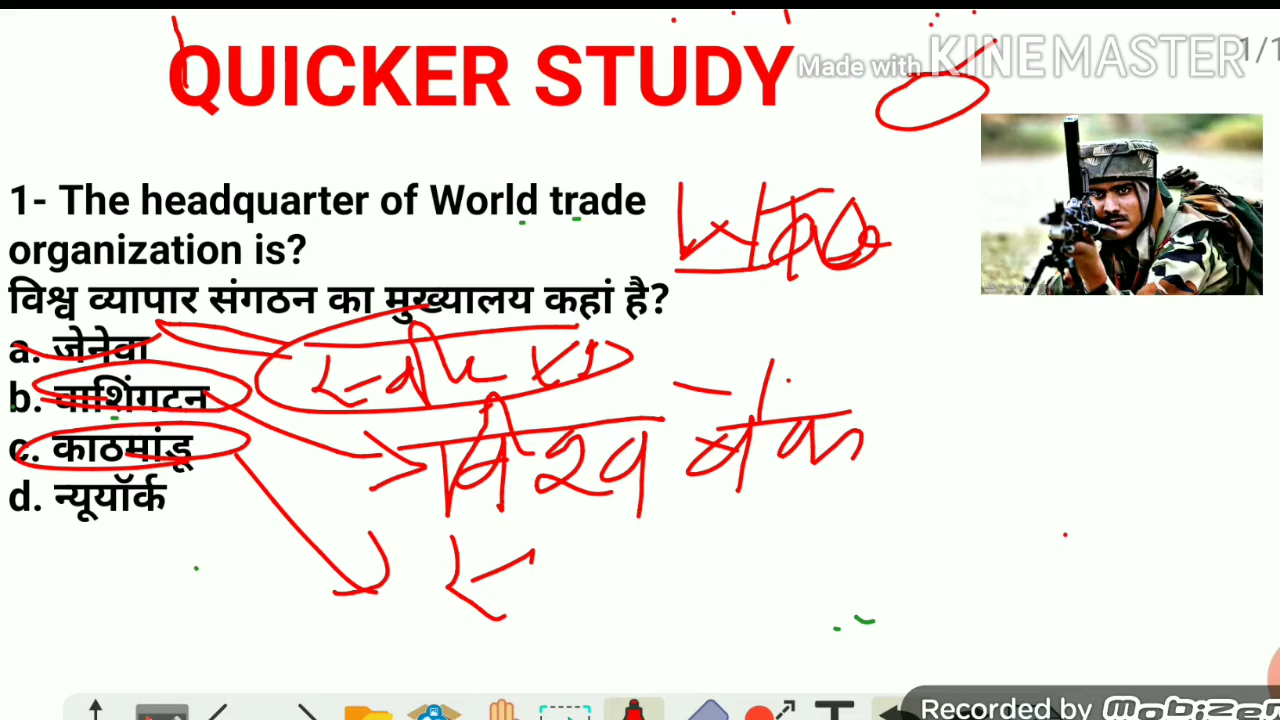 QUICKER STUDY
Made with KINEMASTER
1/1
1- The headquarter of World trade
organization is?
विश्व व्यापार संगठन का मुख्यालय कहां है?
a. जेनेवा
b. वाशिंगटन
विश्व बैंक
c. काठमांडू
d. न्यूयॉर्क
Recorded by